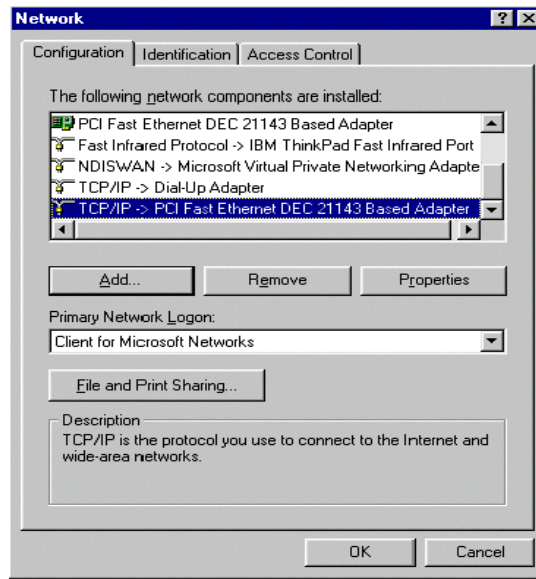 Network
Configuration Identification Access Control
The following network components are installed:
PCI Fast Ethernet DEC 21143 Based Adapter
Fast Infrared Protocol -> IBM ThinkPad Fast Infrared Port
NDISWAN -> Microsoft Virtual Private Networking Adapte
TCP/IP -> Dial-Up Adapter
TCP/IP -> PCI Fast Ethernet DEC 21143 Based Adapter
Add... Remove Properties
Primary Network Logon:
Client for Microsoft Networks
File and Print Sharing...
Description
TCP/IP is the protocol you use to connect to the Internet and
wide-area networks.
OK Cancel